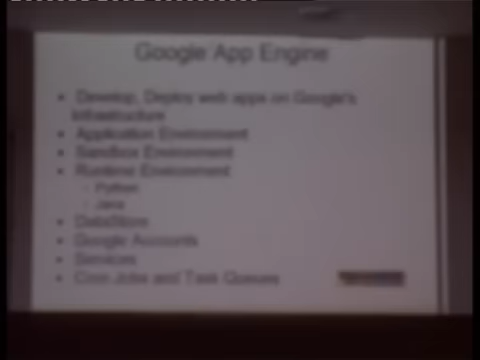 Google App Engine
• Develop, Deploy web apps on Google's
Infrastructure
• Application Environment
• Sandbox Environment
• Runtime Environment
- Python
- Java
• DataStore
• Google Accounts
• Services
• Cron Jobs and Task Queues